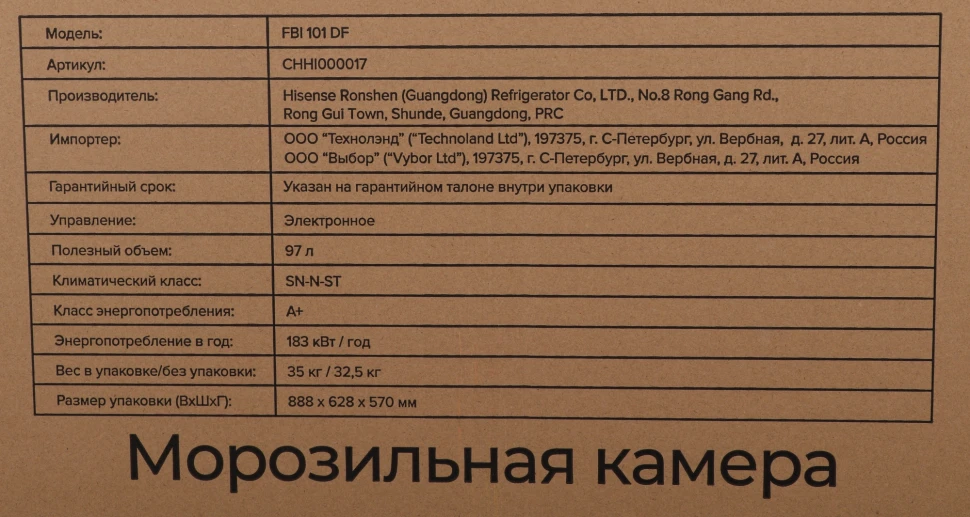 Модель: FBI 101 DF
Артикул: CHHI000017
Производитель: Hisense Ronshen (Guangdong) Refrigerator Co, LTD., No.8 Rong Gang Rd.,
Rong Gui Town, Shunde, Guangdong, PRC
Импортер: ООО “Технолэнд” (“Technoland Ltd”), 197375, г. С-Петербург, ул. Вербная, д. 27, лит. А, Россия
ООО “Выбор” (“Vybor Ltd”), 197375, г. С-Петербург, ул. Вербная, д. 27, лит. А, Россия
Гарантийный срок: Указан на гарантийном талоне внутри упаковки
Управление: Электронное
Полезный объем: 97 л
Климатический класс: SN-N-ST
Класс энергопотребления: A+
Энергопотребление в год: 183 кВт / год
Вес в упаковке/без упаковки: 35 кг / 32,5 кг
Размер упаковки (ВхШхГ): 888 х 628 х 570 мм
Морозильная камера